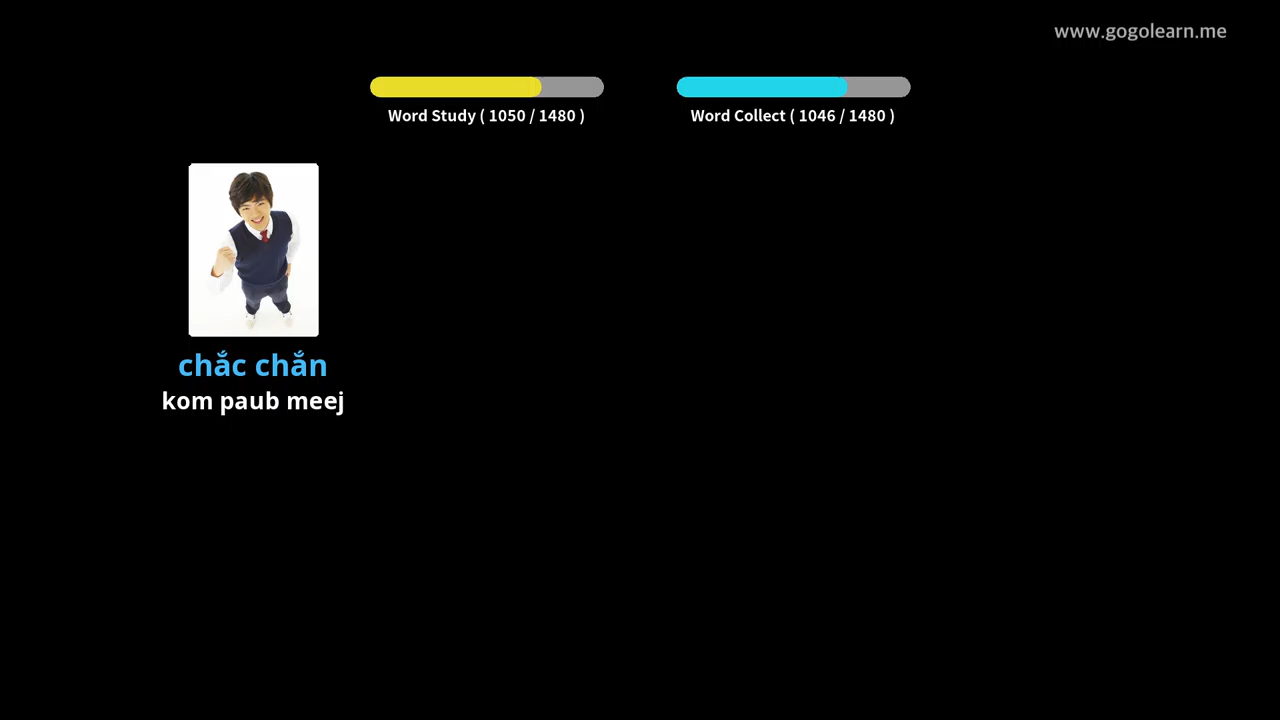 www.gogolearn.me
Word Study ( 1050 / 1480 )
Word Collect ( 1046 / 1480 )
chắc chắn
kom paub meej